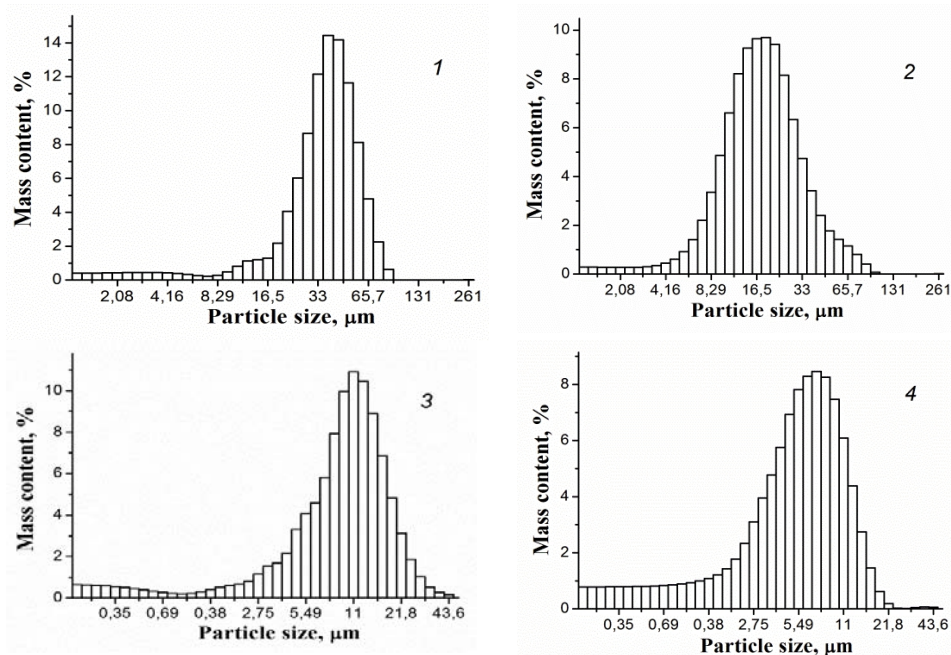 14
12
10
8
6
4
2
0
Mass content, %
1
2,08 4,16 8,29 16,5 33 65,7 131 261
Particle size, μm
10
8
6
4
2
0
Mass content, %
2
2,08 4,16 8,29 16,5 33 65,7 131 261
Particle size, μm
10
8
6
4
2
0
Mass content, %
3
0,35 0,69 0,38 2,75 5,49 11 21,8 43,6
Particle size, μm
8
6
4
2
0
Mass content, %
4
0,35 0,69 0,38 2,75 5,49 11 21,8 43,6
Particle size, μm